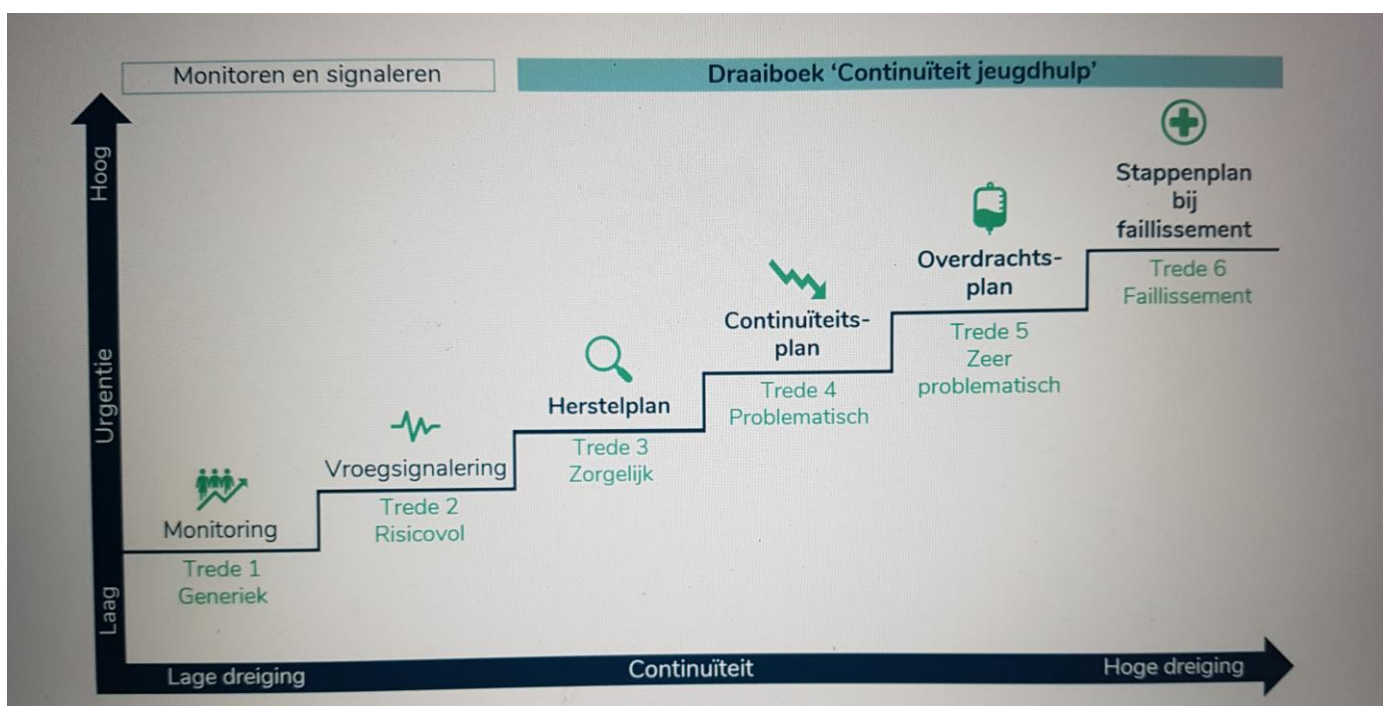 Monitoren en signaleren
Draaiboek ‘Continuïteit jeugdhulp’
Hoog
Urgentie
Laag
Monitoring
Trede 1
Generiek
Vroegsignalering
Trede 2
Risicovol
Herstelplan
Trede 3
Zorgelijk
Continuïteits-
plan
Trede 4
Problematisch
Overdrachts-
plan
Trede 5
Zeer
problematisch
Stappenplan
bij
faillissement
Trede 6
Faillissement
Lage dreiging
Continuïteit
Hoge dreiging